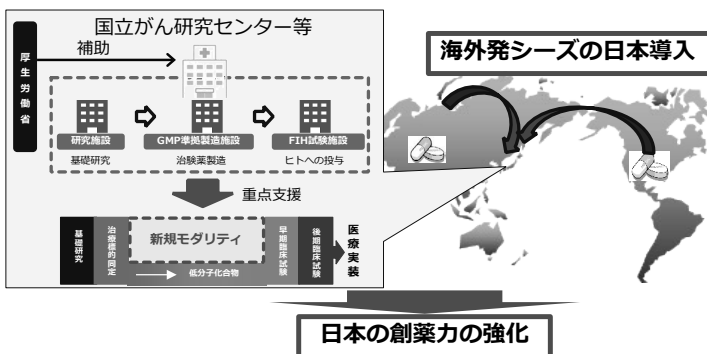 国立がん研究センター等
厚生労働省
補助
海外発シーズの日本導入
研究施設
GMP準拠製造施設
FIH試験施設
基礎研究
治験薬製造
ヒトへの投与
重点支援
基礎研究
治療標的同定
新規モダリティ
低分子化合物
早期臨床試験
後期臨床試験
医療実装
日本の創薬力の強化